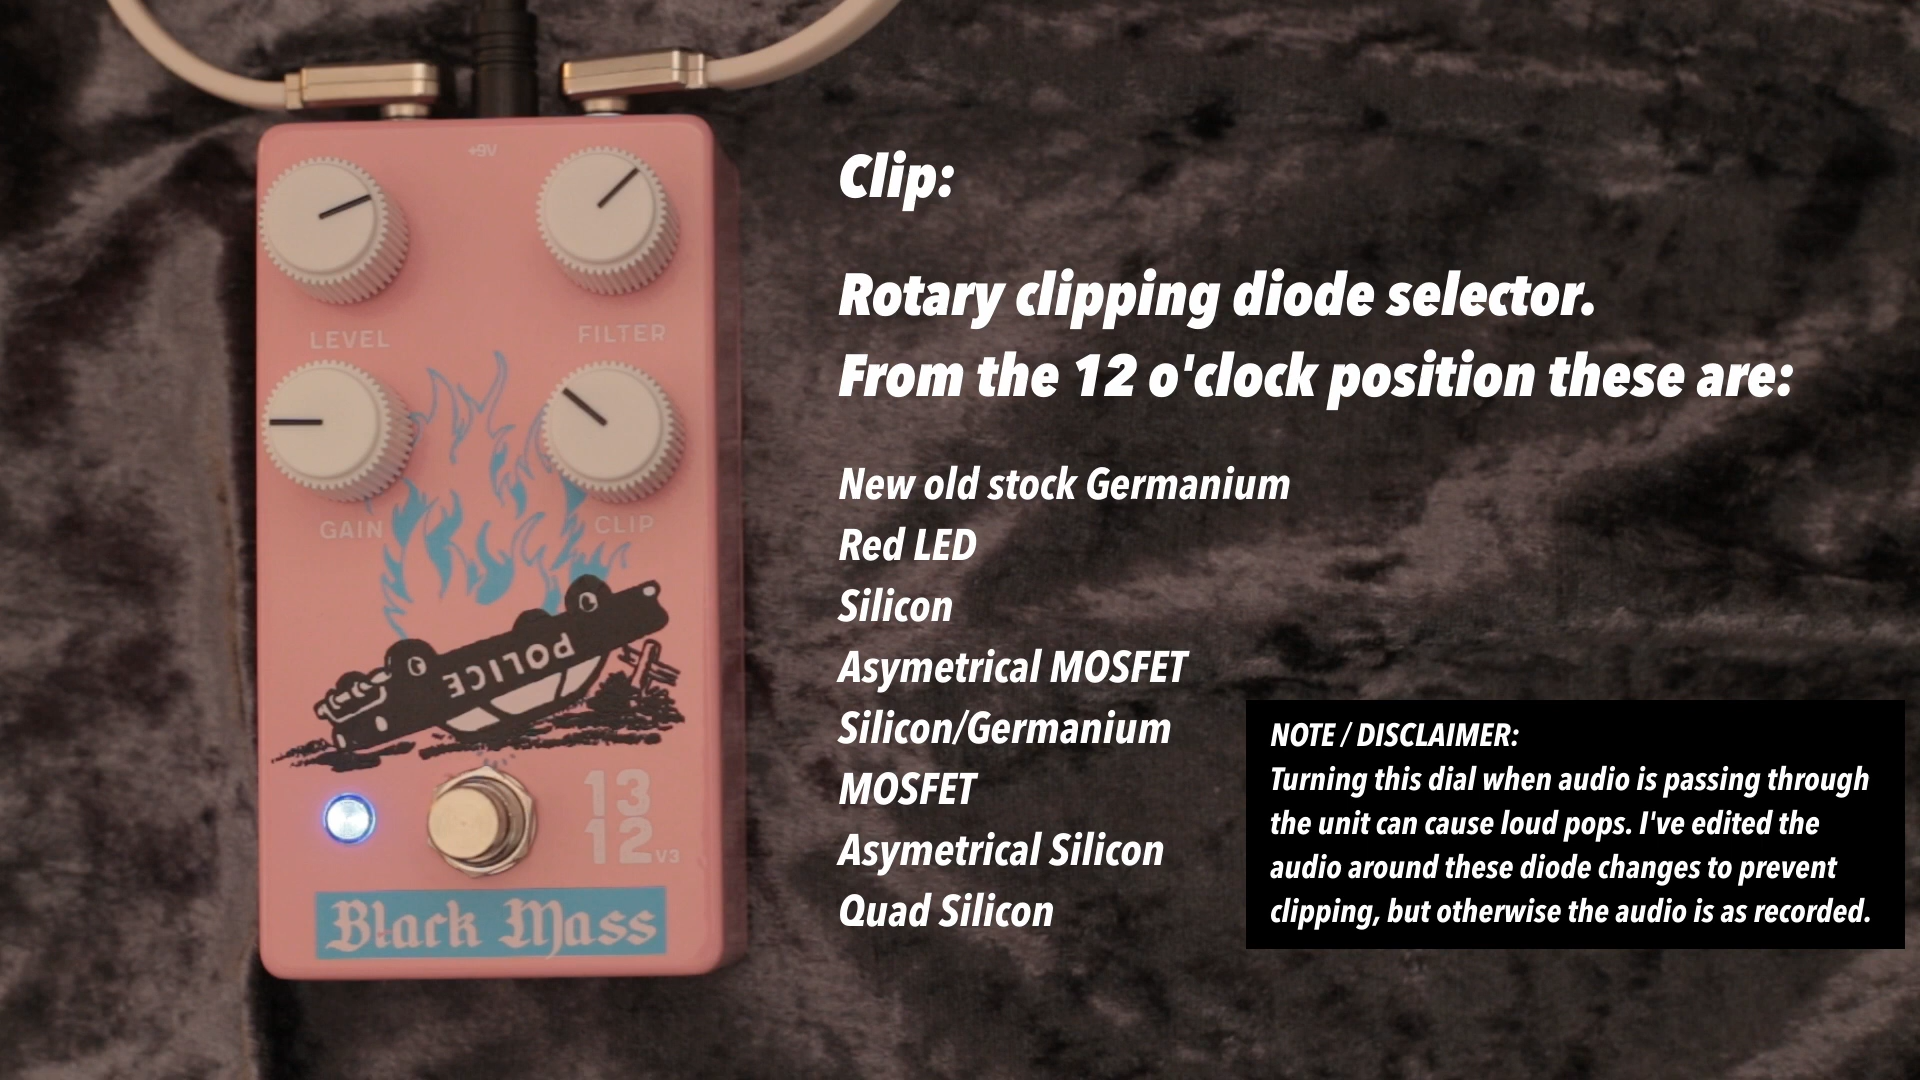 +9V
LEVEL
FILTER
GAIN
CLIP
POLICE
13
12 V3
Black Mass
Clip:
Rotary clipping diode selector.
From the 12 o'clock position these are:
New old stock Germanium
Red LED
Silicon
Asymetrical MOSFET
Silicon/Germanium
MOSFET
Asymetrical Silicon
Quad Silicon
NOTE / DISCLAIMER:
Turning this dial when audio is passing through
the unit can cause loud pops. I've edited the
audio around these diode changes to prevent
clipping, but otherwise the audio is as recorded.